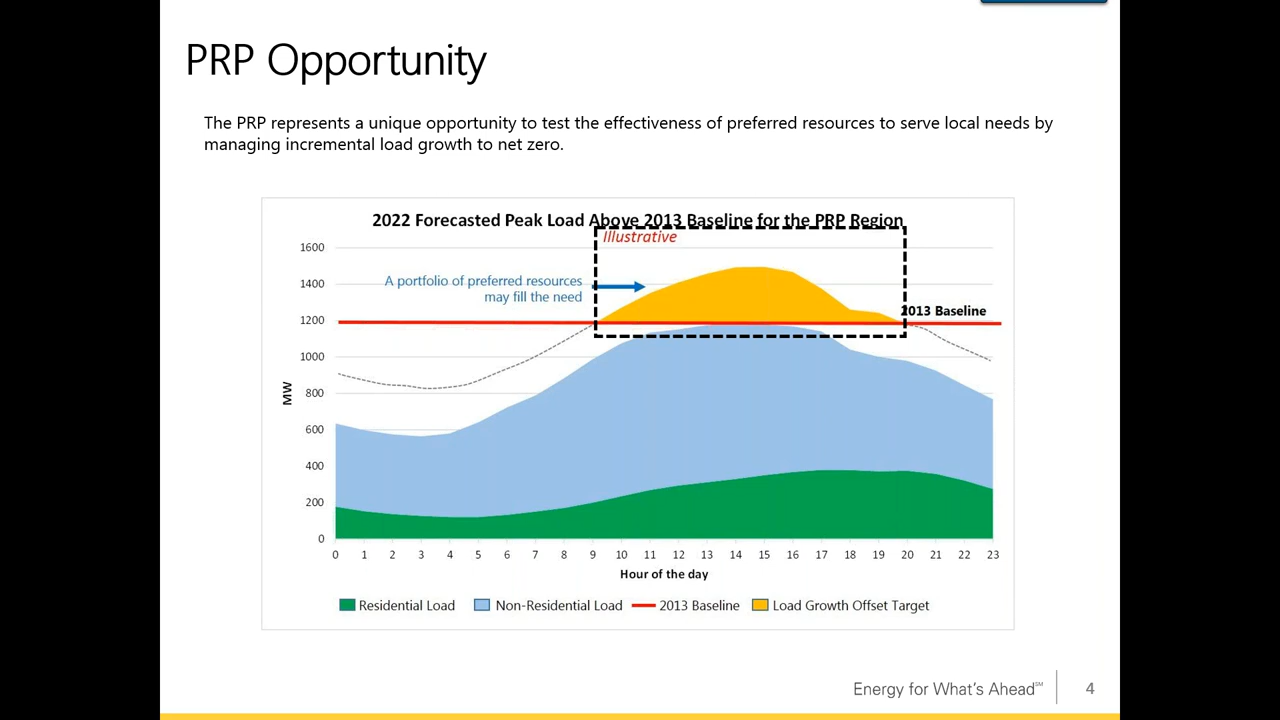 PRP Opportunity
The PRP represents a unique opportunity to test the effectiveness of preferred resources to serve local needs by
managing incremental load growth to net zero.
2022 Forecasted Peak Load Above 2013 Baseline for the PRP Region
Illustrative
A portfolio of preferred resources
may fill the need
2013 Baseline
1600
1400
1200
1000
800
600
400
200
0
MW
0 1 2 3 4 5 6 7 8 9 10 11 12 13 14 15 16 17 18 19 20 21 22 23
Hour of the day
Residential Load Non-Residential Load 2013 Baseline Load Growth Offset Target
Energy for What's Ahead℠ 4